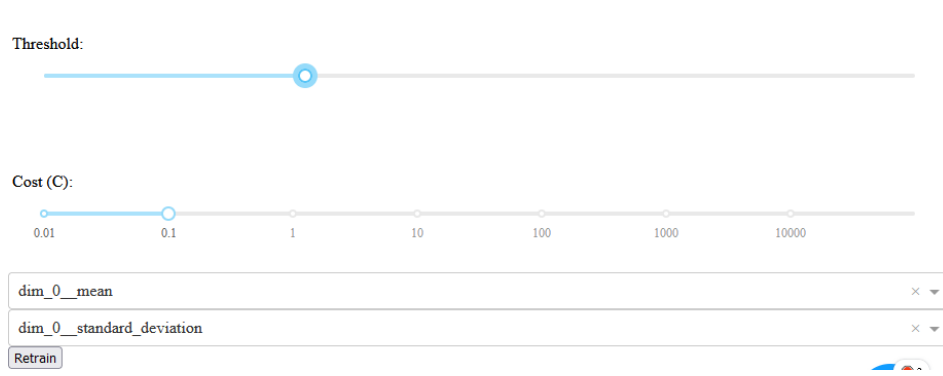 Threshold:
Cost (C):
0.01 0.1 1 10 100 1000 10000
dim_0__mean ×
dim_0__standard_deviation ×
Retrain